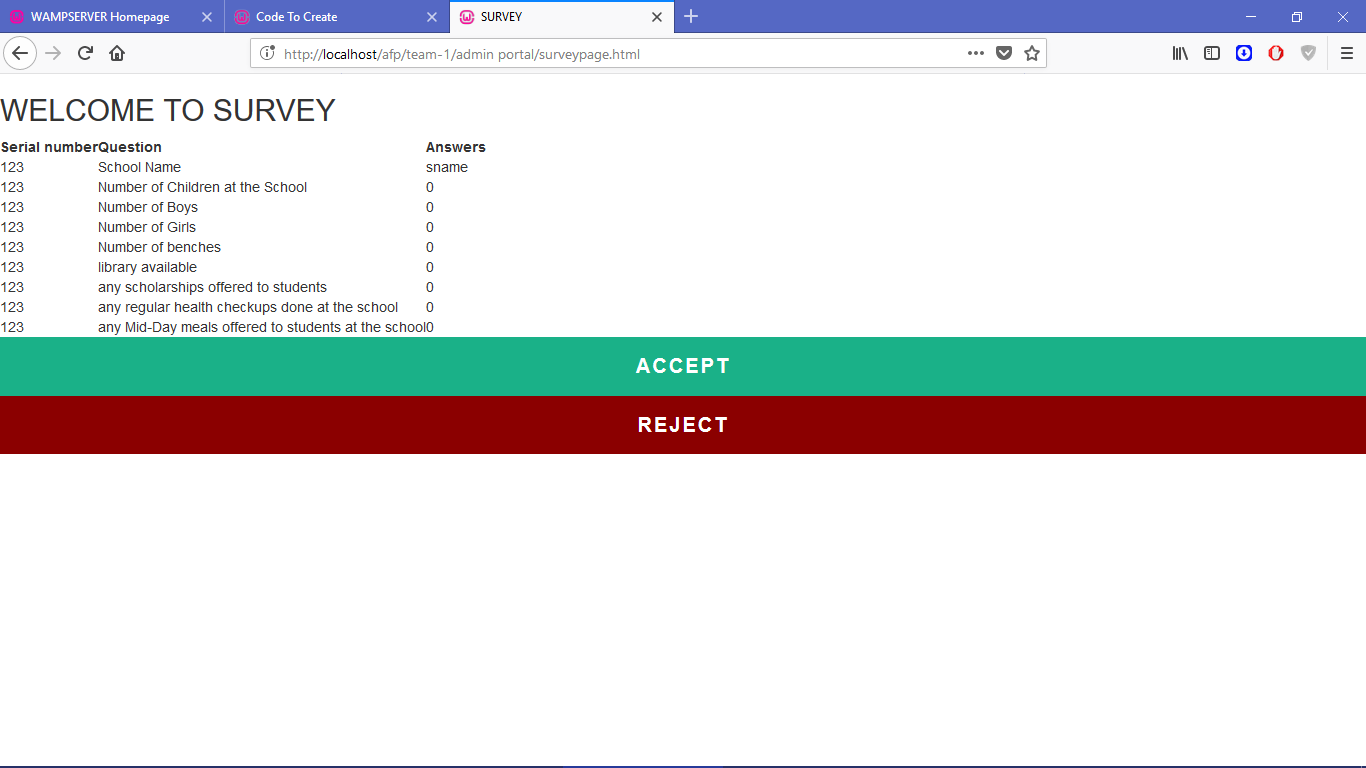 WAMPSERVER Homepage
Code To Create
SURVEY
http://localhost/afp/team-1/admin portal/surveypage.html
WELCOME TO SURVEY
Serial number Question Answers
123 School Name sname
123 Number of Children at the School 0
123 Number of Boys 0
123 Number of Girls 0
123 Number of benches 0
123 library available 0
123 any scholarships offered to students 0
123 any regular health checkups done at the school 0
123 any Mid-Day meals offered to students at the school 0
ACCEPT
REJECT